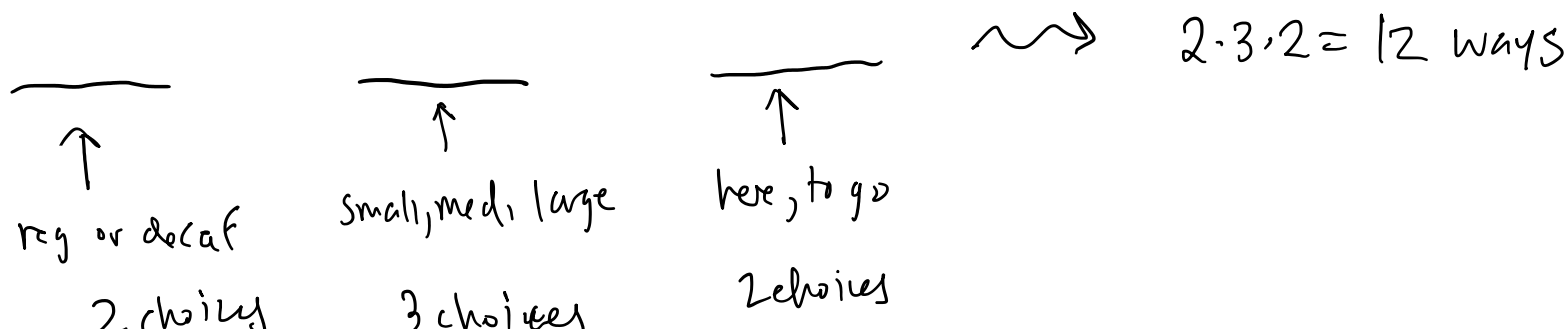 2·3·2 = 12 ways
reg or decaf
small, med, large
here, to go
2 choices
3 choices
2 choices